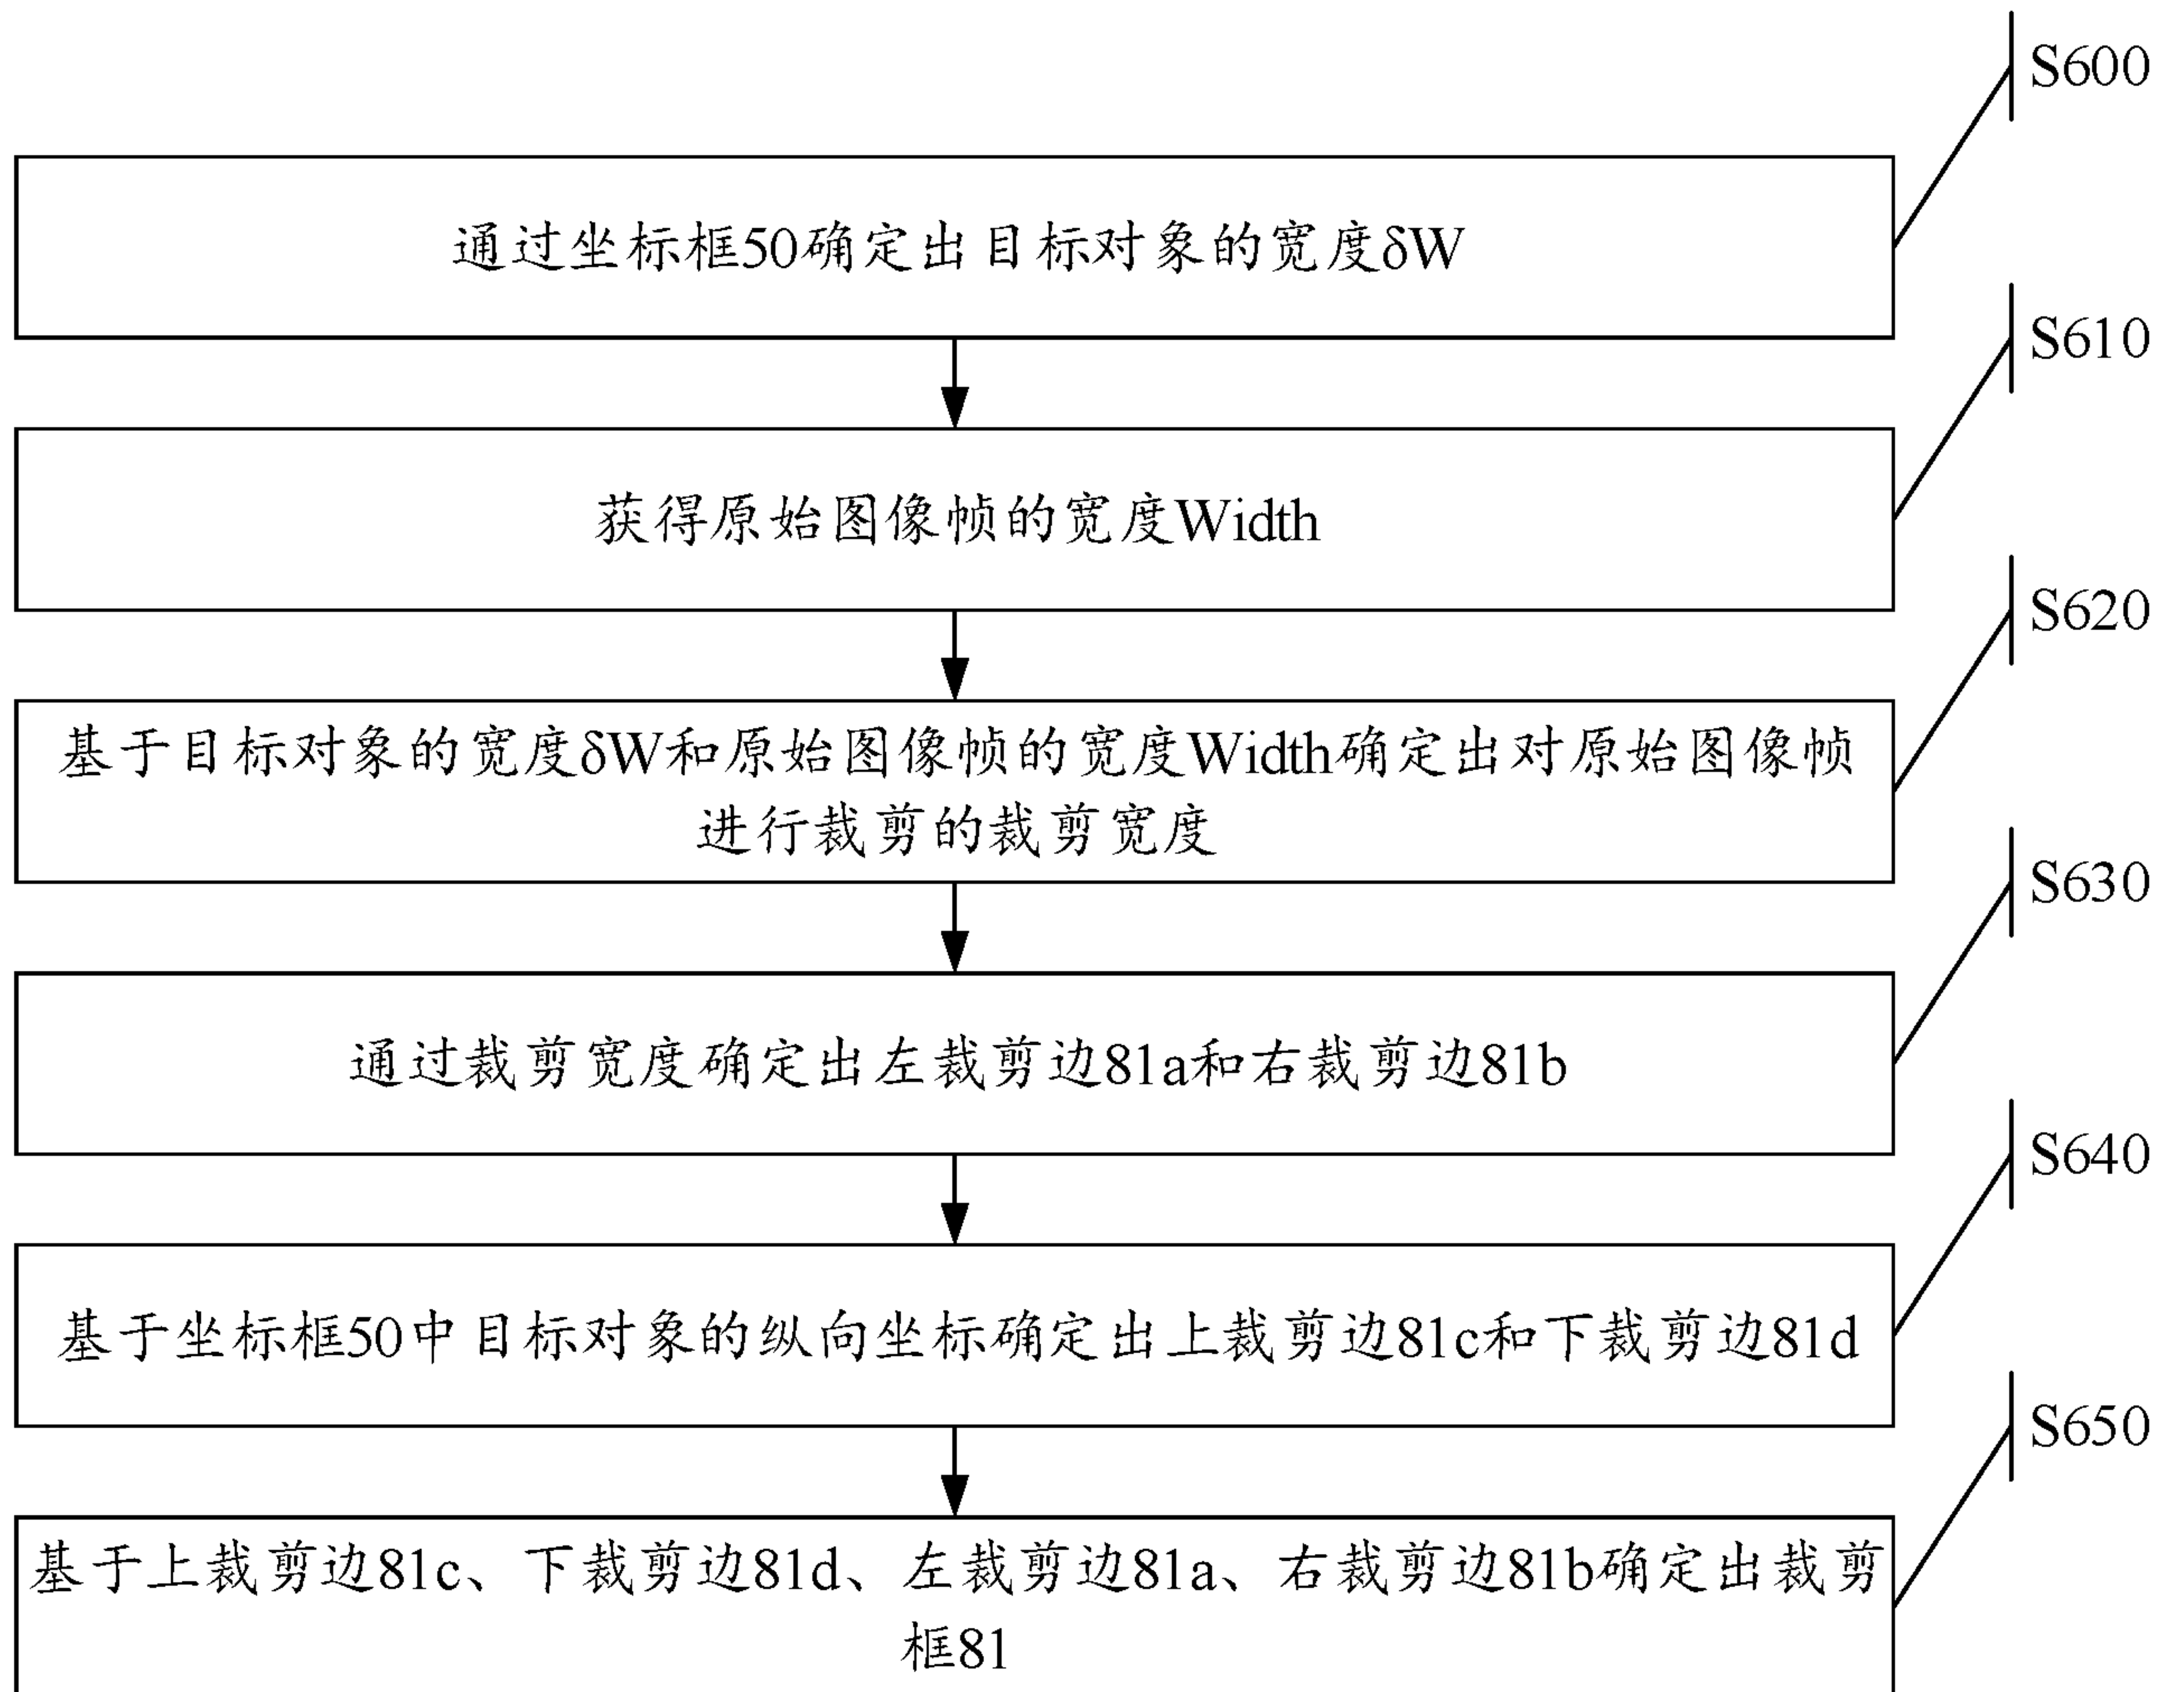 S600
通过坐标框50确定出目标对象的宽度δW
S610
获得原始图像帧的宽度Width
S620
基于目标对象的宽度δW和原始图像帧的宽度Width确定出对原始图像帧
进行裁剪的裁剪宽度
S630
通过裁剪宽度确定出左裁剪边81a和右裁剪边81b
S640
基于坐标框50中目标对象的纵向坐标确定出上裁剪边81c和下裁剪边81d
S650
基于上裁剪边81c、下裁剪边81d、左裁剪边81a、右裁剪边81b确定出裁剪
框81